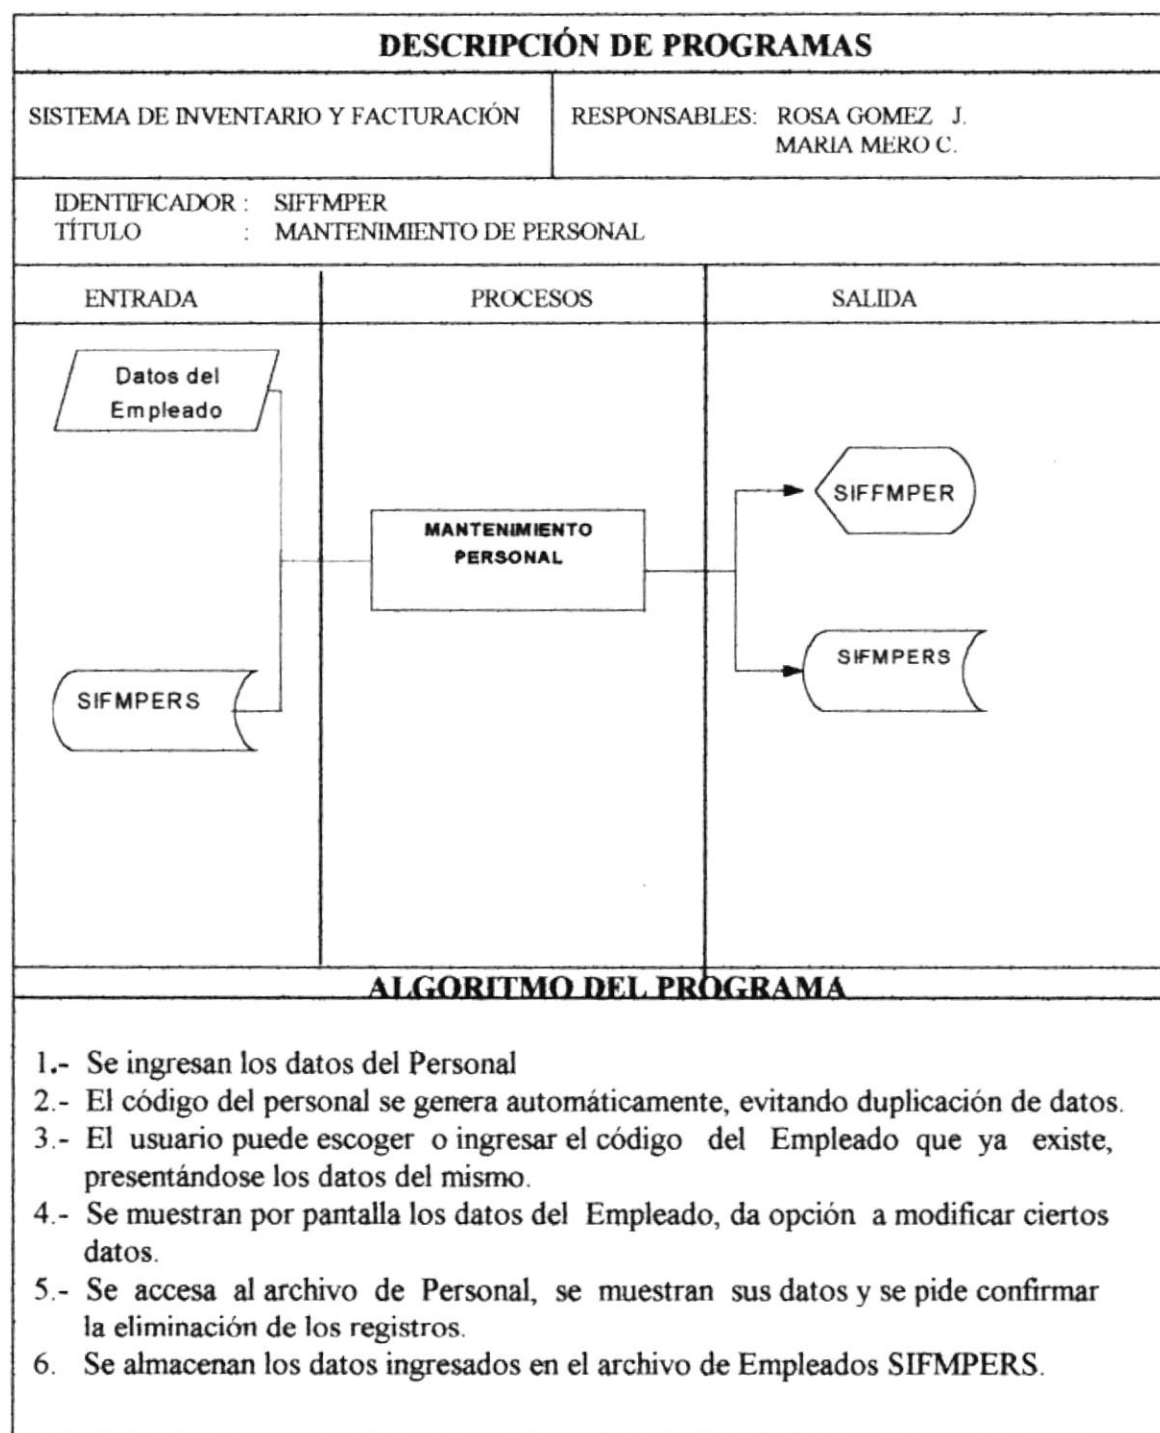 DESCRIPCIÓN DE PROGRAMAS
SISTEMA DE INVENTARIO Y FACTURACIÓN
RESPONSABLES: ROSA GOMEZ J.
MARIA MERO C.
IDENTIFICADOR : SIFFMPER
TÍTULO : MANTENIMIENTO DE PERSONAL
ENTRADA PROCESOS SALIDA
Datos del
Empleado
SIFFMPER
MANTENIMIENTO
PERSONAL
SIFMPERS
SIFMPERS
ALGORITMO DEL PROGRAMA
1.- Se ingresan los datos del Personal
2.- El código del personal se genera automáticamente, evitando duplicación de datos.
3.- El usuario puede escoger o ingresar el código del Empleado que ya existe,
presentándose los datos del mismo.
4.- Se muestran por pantalla los datos del Empleado, da opción a modificar ciertos
datos.
5.- Se accesa al archivo de Personal, se muestran sus datos y se pide confirmar
la eliminación de los registros.
6. Se almacenan los datos ingresados en el archivo de Empleados SIFMPERS.